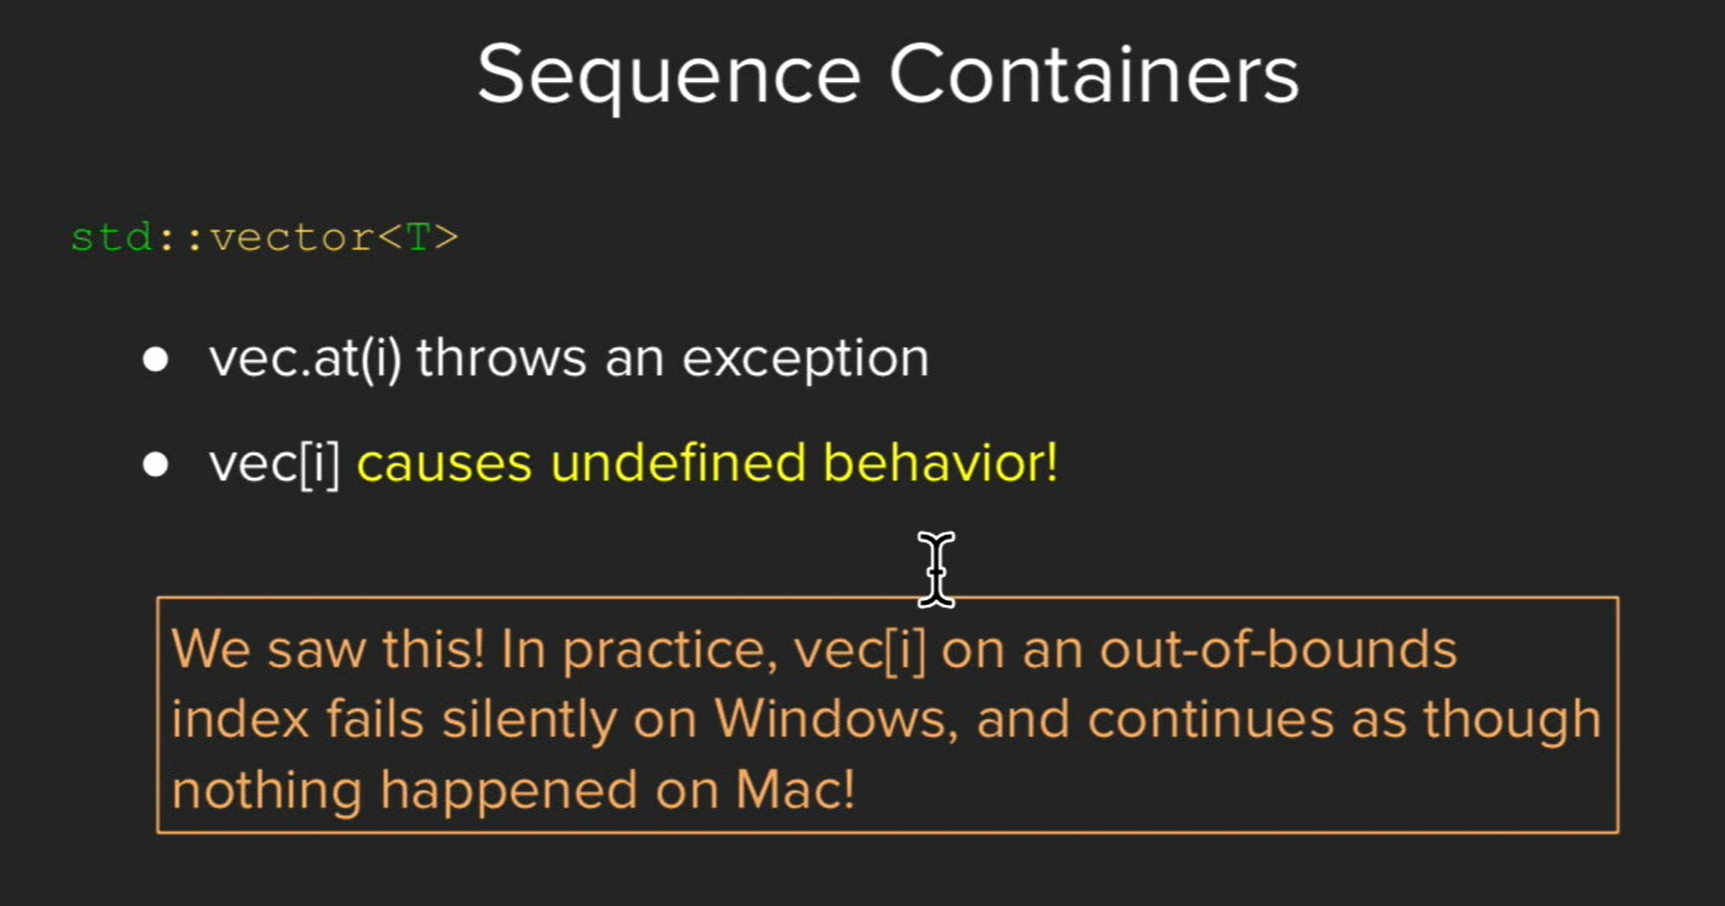 Sequence Containers
std::vector<T>
● vec.at(i) throws an exception
● vec[i] causes undefined behavior!
We saw this! In practice, vec[i] on an out-of-bounds
index fails silently on Windows, and continues as though
nothing happened on Mac!